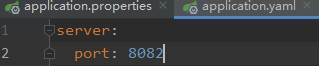 application.properties application.yaml
1 server:
2 port: 8082